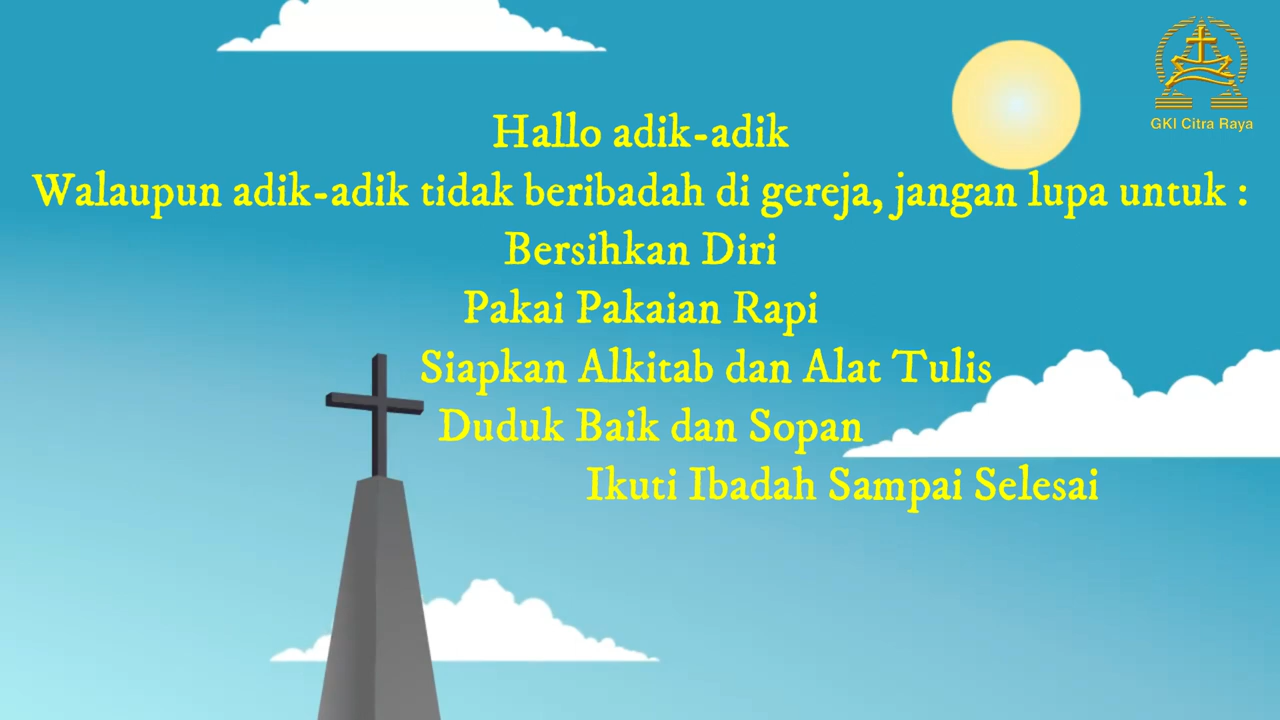 GKI Citra Raya
Hallo adik-adik
Walaupun adik-adik tidak beribadah di gereja, jangan lupa untuk :
Bersihkan Diri
Pakai Pakaian Rapi
Siapkan Alkitab dan Alat Tulis
Duduk Baik dan Sopan
Ikuti Ibadah Sampai Selesai